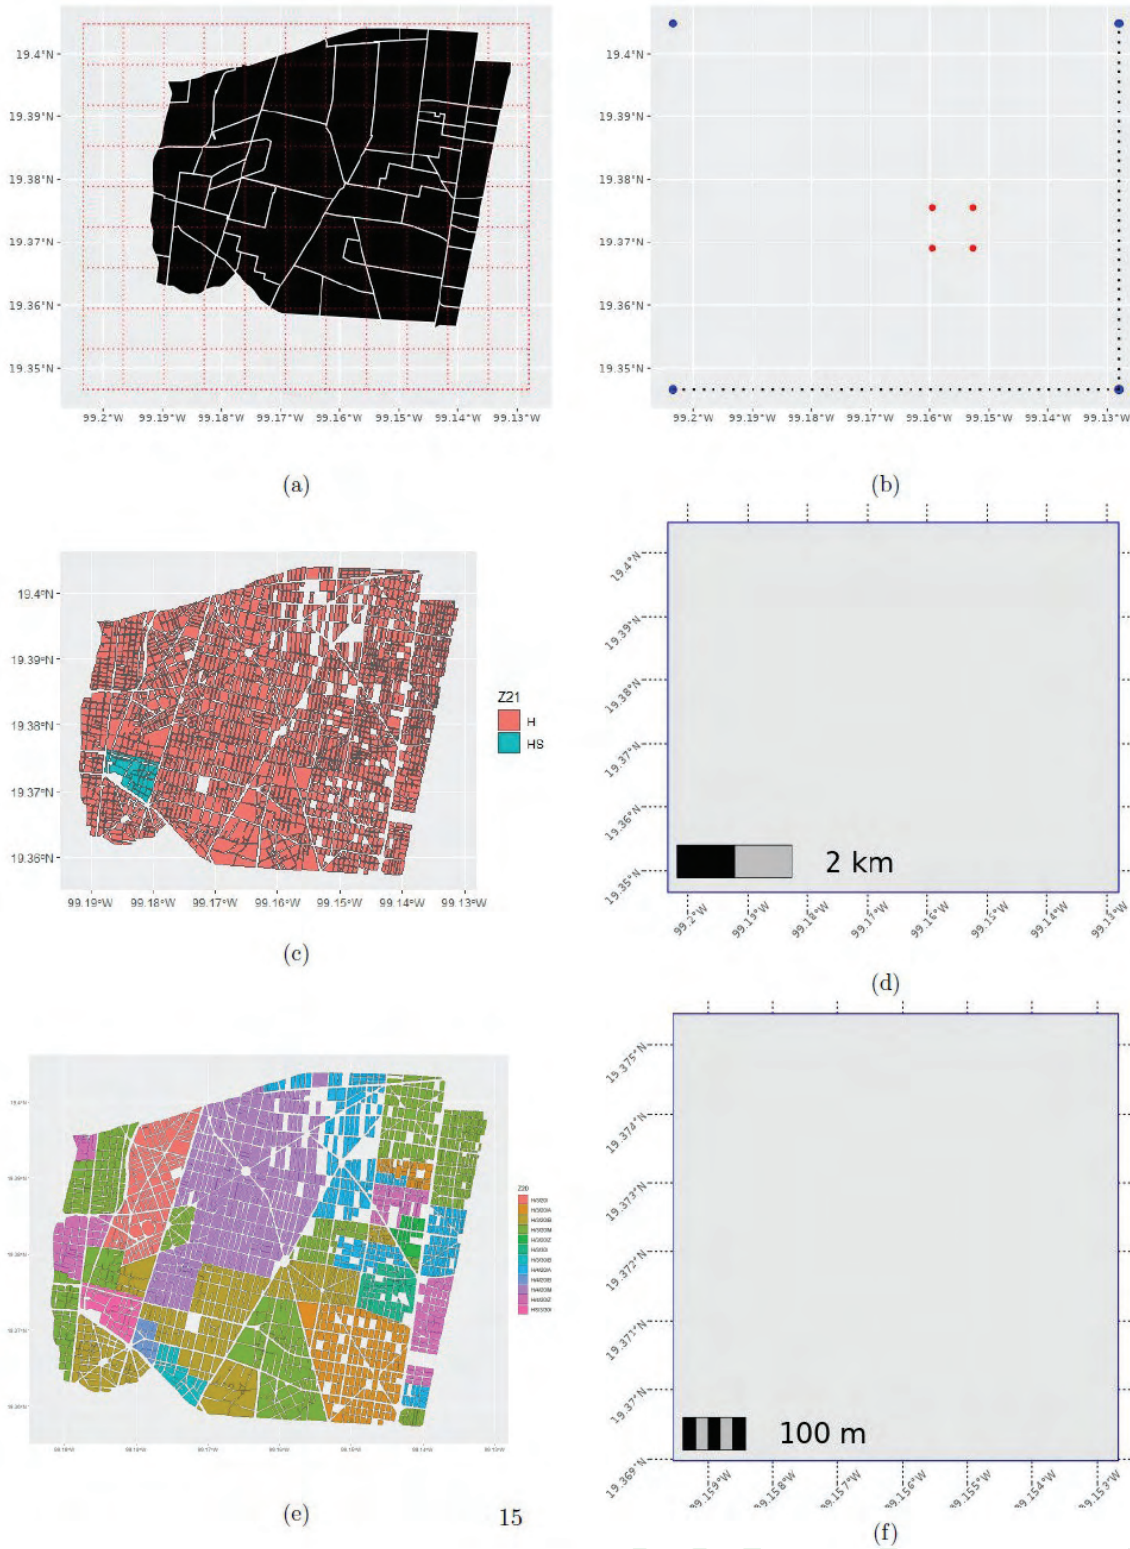 19.4°N
19.39°N
19.38°N
19.37°N
19.36°N
19.35°N
99.2°W 99.19°W 99.18°W 99.17°W 99.16°W 99.15°W 99.14°W 99.13°W
(a)
19.4°N
19.39°N
19.38°N
19.37°N
19.36°N
19.35°N
99.2°W 99.19°W 99.18°W 99.17°W 99.16°W 99.15°W 99.14°W 99.13°W
(b)
19.4°N
19.39°N
19.38°N
19.37°N
19.36°N
99.19°W 99.18°W 99.17°W 99.16°W 99.15°W 99.14°W 99.13°W
Z21
H
HS
(c)
19.4°N
19.39°N
19.38°N
19.37°N
19.36°N
19.35°N
2 km
99.2°W 99.19°W 99.18°W 99.17°W 99.16°W 99.15°W 99.14°W 99.13°W
(d)
Z20
(e)
15
19.375°N
19.374°N
19.373°N
19.372°N
19.371°N
19.37°N
19.369°N
100 m
99.159°W 99.158°W 99.157°W 99.156°W 99.155°W 99.154°W 99.153°W
(f)